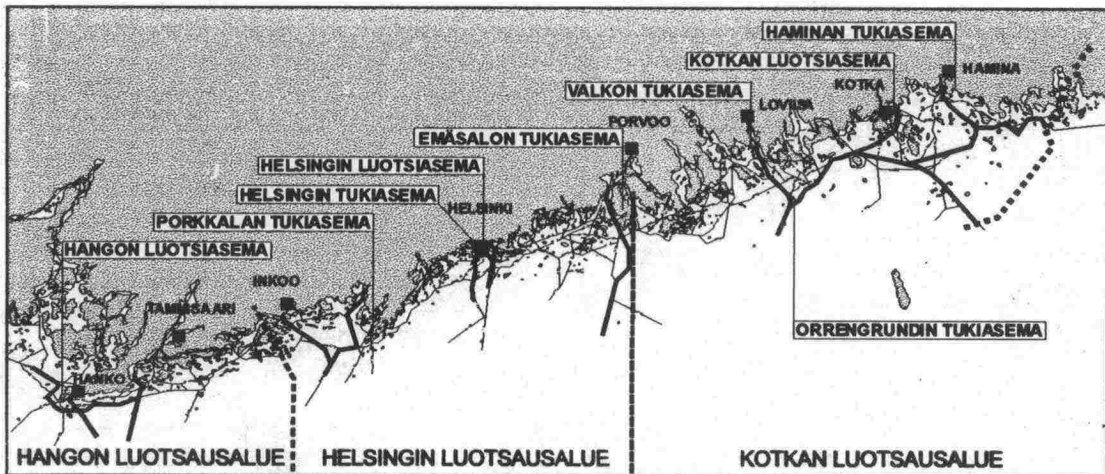 HAMINAN TUKIASEMA
KOTKAN LUOTSIASEMA
HAMINA
KOTKA
VALKON TUKIASEMA
LOVIISA
PORVOO
EMÄSALON TUKIASEMA
HELSINGIN LUOTSIASEMA
HELSINGIN TUKIASEMA
HELSINKI
PORKKALAN TUKIASEMA
HANGON LUOTSIASEMA
INKOO
TAMMISAARI
ORRENGRUNDIN TUKIASEMA
HANKO
HANGON LUOTSAUSALUE
HELSINGIN LUOTSAUSALUE
KOTKAN LUOTSAUSALUE